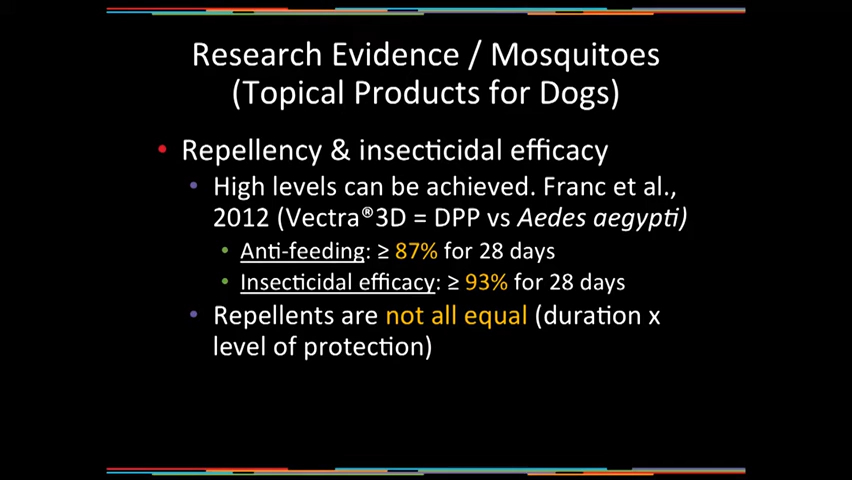 Research Evidence / Mosquitoes
(Topical Products for Dogs)
• Repellency & insecticidal efficacy
• High levels can be achieved. Franc et al.,
2012 (Vectra®3D = DPP vs Aedes aegypti)
• Anti-feeding: ≥ 87% for 28 days
• Insecticidal efficacy: ≥ 93% for 28 days
• Repellents are not all equal (duration x
level of protection)